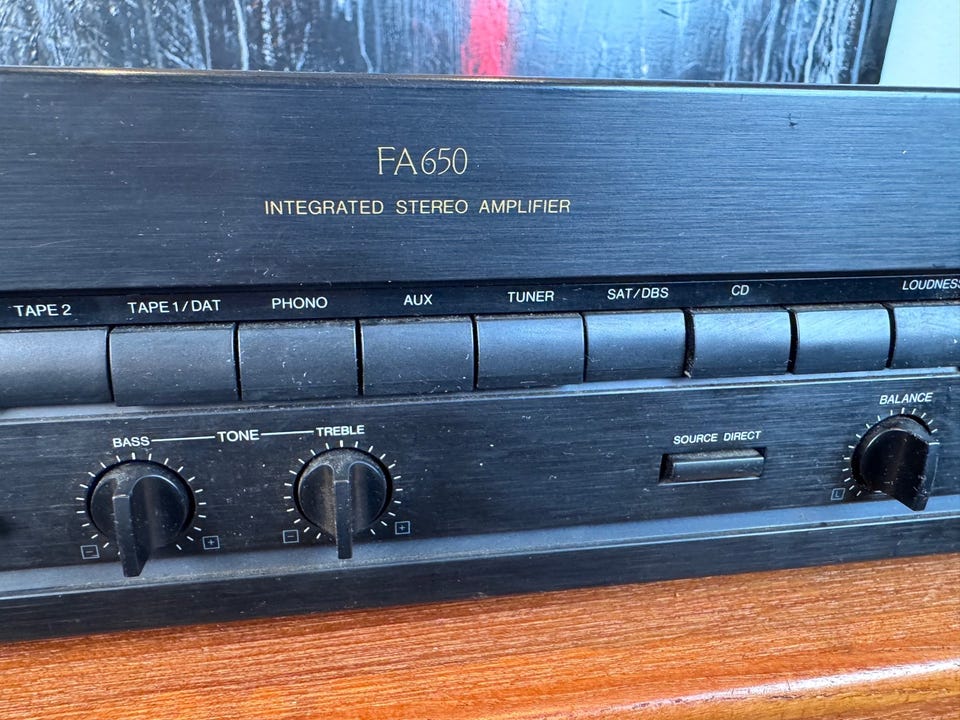 FA650
INTEGRATED STEREO AMPLIFIER
TAPE 2 TAPE 1/DAT PHONO AUX TUNER SAT/DBS CD LOUDNESS
BASS TONE TREBLE SOURCE DIRECT BALANCE
- + - + L